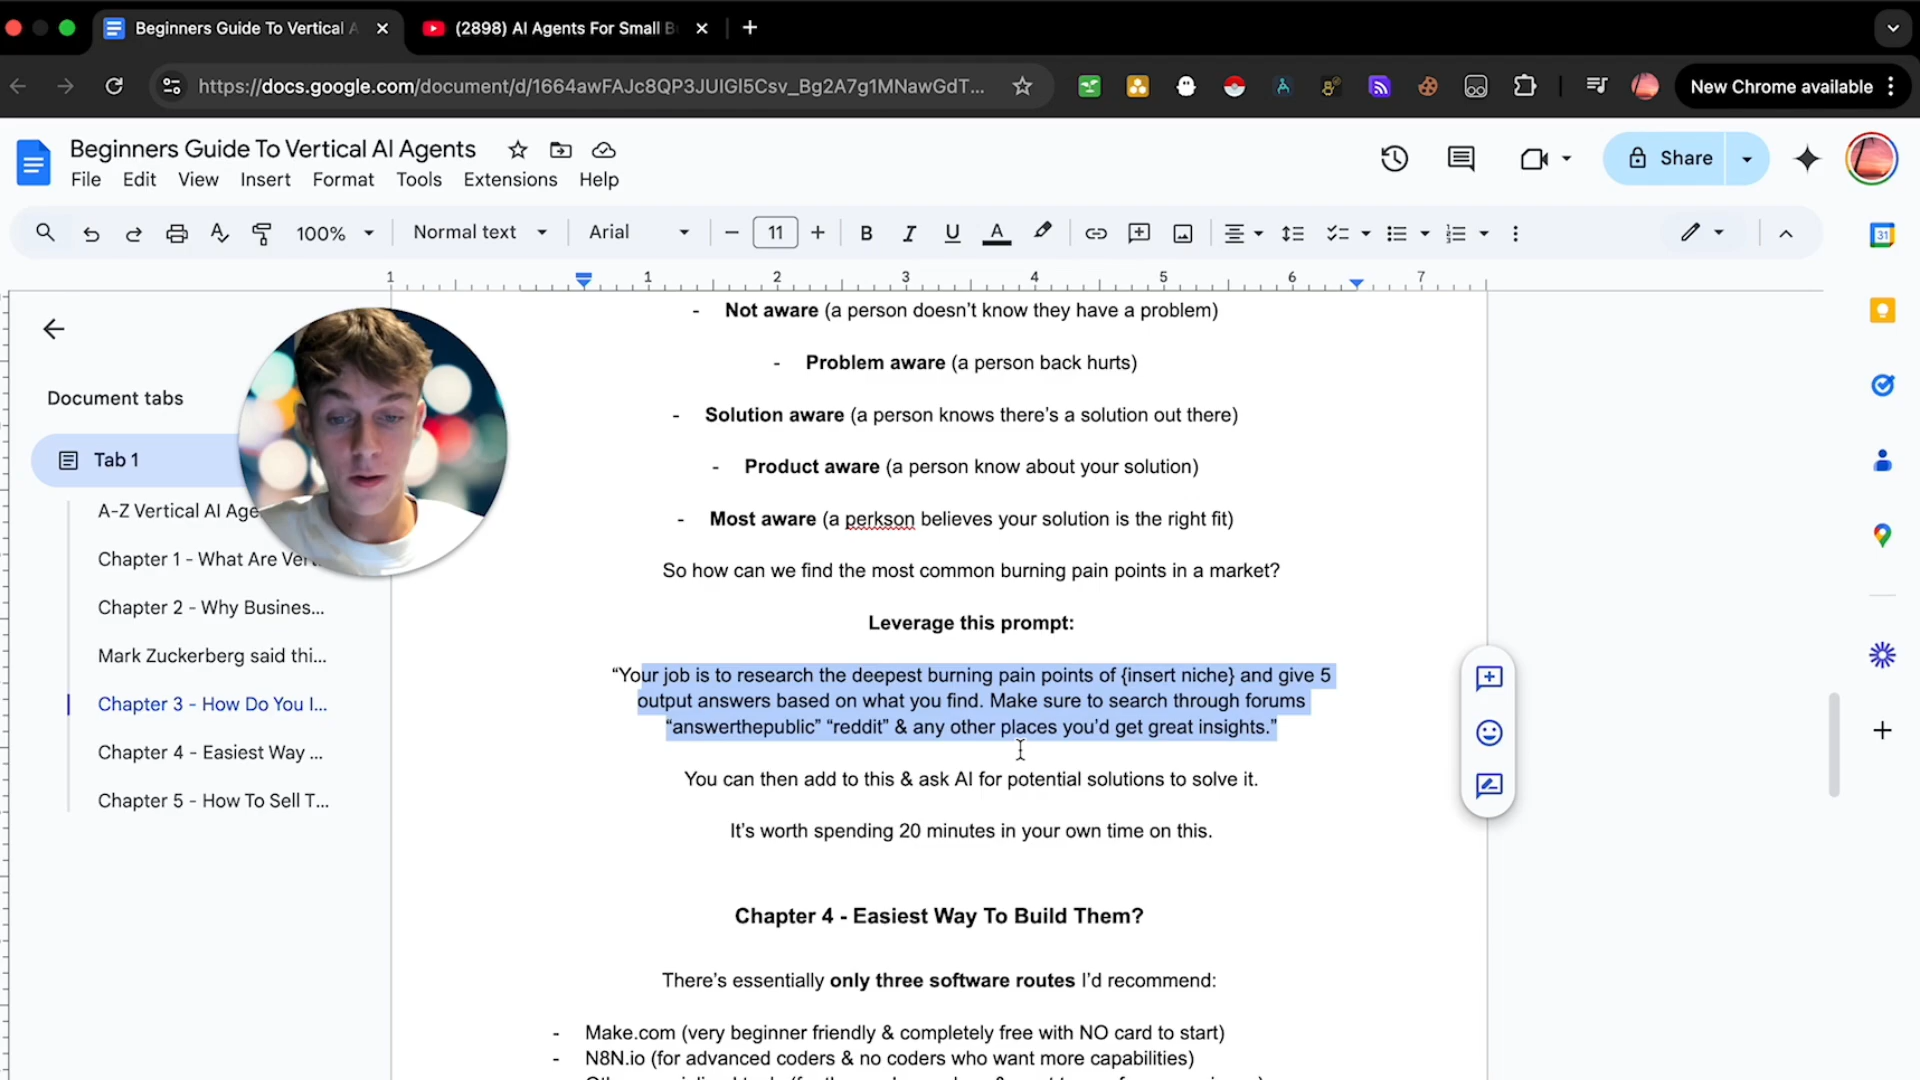 Beginners Guide To Vertical A
(2898) AI Agents For Small B
https://docs.google.com/document/d/1664awFAJc8QP3JUIGI5Csv_Bg2A7g1MNawGdT...
New Chrome available
Beginners Guide To Vertical AI Agents
File Edit View Insert Format Tools Extensions Help
Share
100% Normal text Arial 11
31
1 1 2 3 4 5 6 7
Document tabs
Tab 1
A-Z Vertical AI Age
Chapter 1 - What Are Ver...
Chapter 2 - Why Busines...
Mark Zuckerberg said thi...
Chapter 3 - How Do You I...
Chapter 4 - Easiest Way ...
Chapter 5 - How To Sell T...
- Not aware (a person doesn’t know they have a problem)
- Problem aware (a person back hurts)
- Solution aware (a person knows there’s a solution out there)
- Product aware (a person know about your solution)
- Most aware (a perkson believes your solution is the right fit)
So how can we find the most common burning pain points in a market?
Leverage this prompt:
“Your job is to research the deepest burning pain points of {insert niche} and give 5
output answers based on what you find. Make sure to search through forums
“answerthepublic” “reddit” & any other places you’d get great insights.”
You can then add to this & ask AI for potential solutions to solve it.
It’s worth spending 20 minutes in your own time on this.
Chapter 4 - Easiest Way To Build Them?
There’s essentially only three software routes I’d recommend:
- Make.com (very beginner friendly & completely free with NO card to start)
- N8N.io (for advanced coders & no coders who want more capabilities)